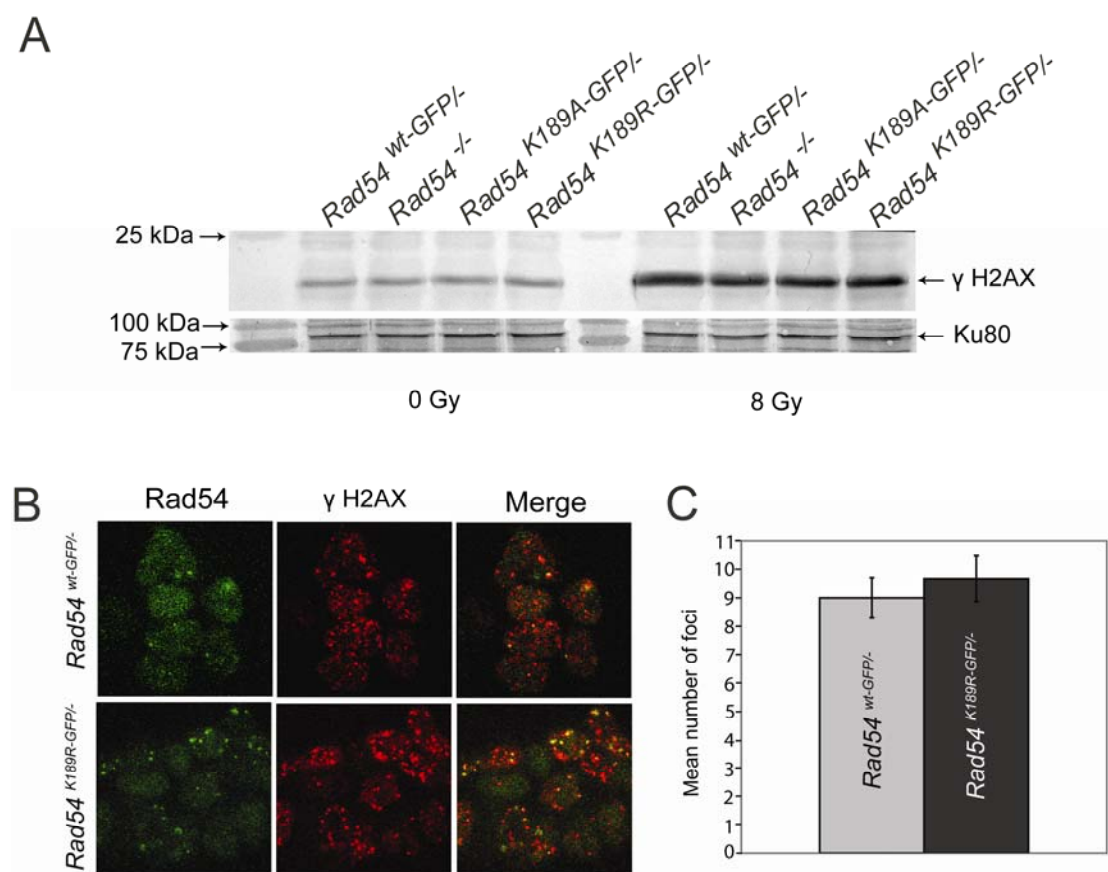 A
Rad54 wt-GFP/-
Rad54 -/-
Rad54 K189A-GFP/-
Rad54 K189R-GFP/-
Rad54 wt-GFP/-
Rad54 -/-
Rad54 K189A-GFP/-
Rad54 K189R-GFP/-
25 kDa
γ H2AX
100 kDa
75 kDa
Ku80
0 Gy
8 Gy
B
Rad54
γ H2AX
Merge
Rad54 wt-GFP/-
Rad54 K189R-GFP/-
C
Mean number of foci
11
10
9
8
7
6
5
4
3
2
1
0
Rad54 wt-GFP/-
Rad54 K189R-GFP/-